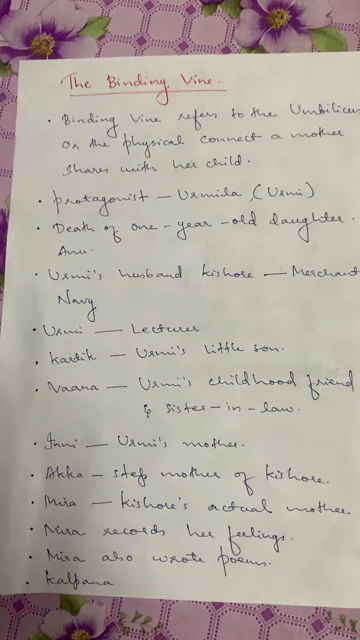 The Binding Vine.
• Binding Vine refers to the Umbilicus
or the physical connect a mother
shares with her child.
• protagonist – Urmila (Urmi)
• Death of one-year-old daughter.
Anu.
• Urmi's husband Kishore – Merchant
Navy
• Urmi — Lecturer
• Kartik – Urmi's little son.
• Vaana – Urmi's childhood friend
& sister-in-law.
• Inni – Urmi's mother.
• Akka – step mother of Kishore.
• Mira – Kishore's actual mother.
• Mira records her feelings.
• Mira also wrote poems.
• Kalpana